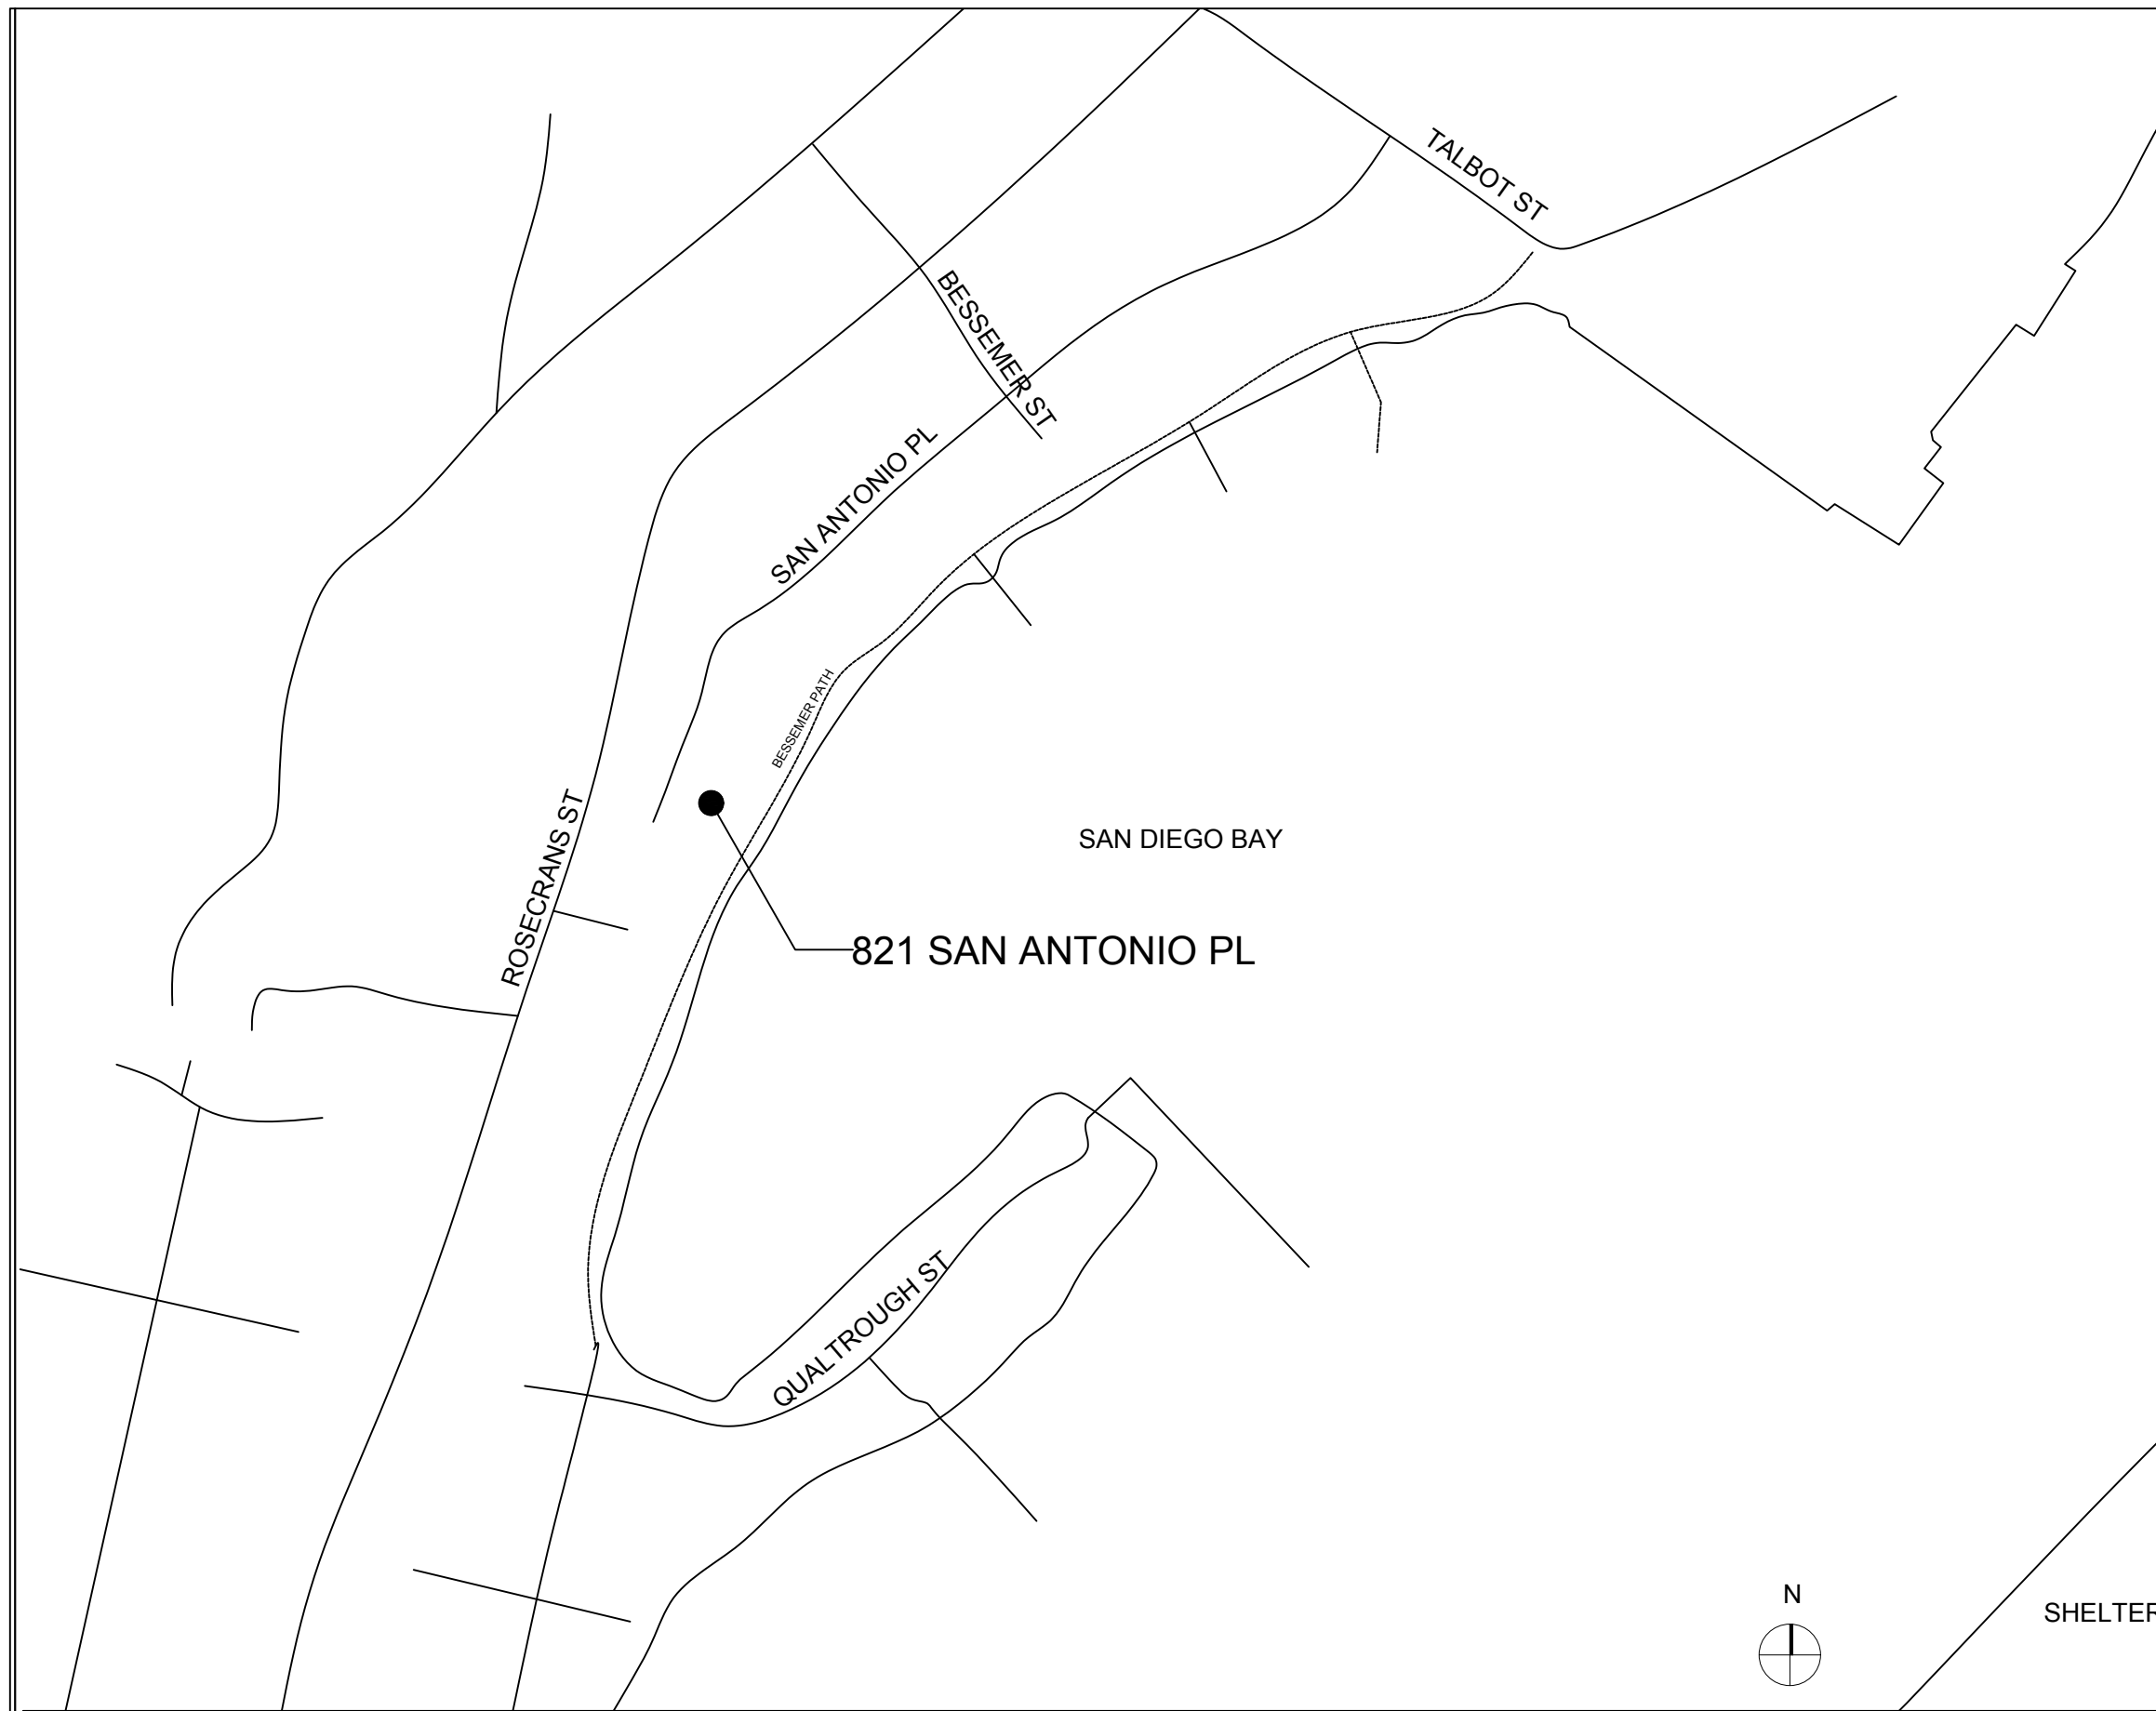 TALBOT ST
BESSEMER ST
SAN ANTONIO PL
BESSEMER PATH
ROSECRANS ST
SAN DIEGO BAY
821 SAN ANTONIO PL
QUALTROUGH ST
N
SHELTER